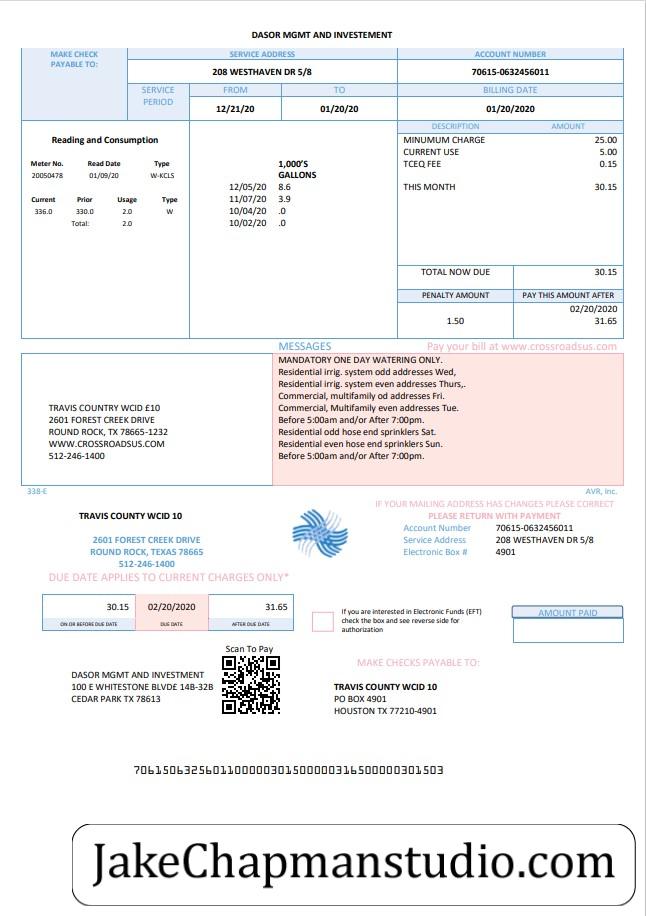 DASOR MGMT AND INVESTEMENT
MAKE CHECK PAYABLE TO:
SERVICE ADDRESS
ACCOUNT NUMBER
208 WESTHAVEN DR 5/8
70615-0632456011
SERVICE PERIOD
FROM
TO
BILLING DATE
12/21/20
01/20/20
01/20/2020
Reading and Consumption
Meter No. Read Date Type
20050478 01/09/20 W-KCLS
Current Prior Usage Type
336.0 330.0 2.0 W
Total: 2.0
1,000'S
GALLONS
12/05/20 8.6
11/07/20 3.9
10/04/20 .0
10/02/20 .0
DESCRIPTION AMOUNT
MINUMUM CHARGE 25.00
CURRENT USE 5.00
TCEQ FEE 0.15
THIS MONTH 30.15
TOTAL NOW DUE 30.15
PENALTY AMOUNT PAY THIS AMOUNT AFTER
02/20/2020
1.50 31.65
MESSAGES
Pay your bill at www.crossroadsus.com
TRAVIS COUNTRY WCID £10
2601 FOREST CREEK DRIVE
ROUND ROCK, TX 78665-1232
WWW.CROSSROADSUS.COM
512-246-1400
MANDATORY ONE DAY WATERING ONLY.
Residential irrig. system odd addresses Wed,
Residential irrig. system even addresses Thurs,.
Commercial, multifamily od addresses Fri.
Commercial, Multifamily even addresses Tue.
Before 5:00am and/or After 7:00pm.
Residential odd hose end sprinklers Sat.
Residential even hose end sprinklers Sun.
Before 5:00am and/or After 7:00pm.
338-E
AVR, Inc.
TRAVIS COUNTY WCID 10
2601 FOREST CREEK DRIVE
ROUND ROCK, TEXAS 78665
512-246-1400
DUE DATE APPLIES TO CURRENT CHARGES ONLY*
IF YOUR MAILING ADDRESS HAS CHANGES PLEASE CORRECT
PLEASE RETURN WITH PAYMENT
Account Number 70615-0632456011
Service Address 208 WESTHAVEN DR 5/8
Electronic Box # 4901
30.15 02/20/2020 31.65
ON OR BEFORE DUE DATE DUE DATE AFTER DUE DATE
If you are interested in Electronic Funds (EFT)
check the box and see reverse side for
authorization
AMOUNT PAID
Scan To Pay
DASOR MGMT AND INVESTMENT
100 E WHITESTONE BLVD£ 14B-32B
CEDAR PARK TX 78613
MAKE CHECKS PAYABLE TO:
TRAVIS COUNTY WCID 10
PO BOX 4901
HOUSTON TX 77210-4901
7061506325601100000301500000316500000301503
JakeChapmanstudio.com